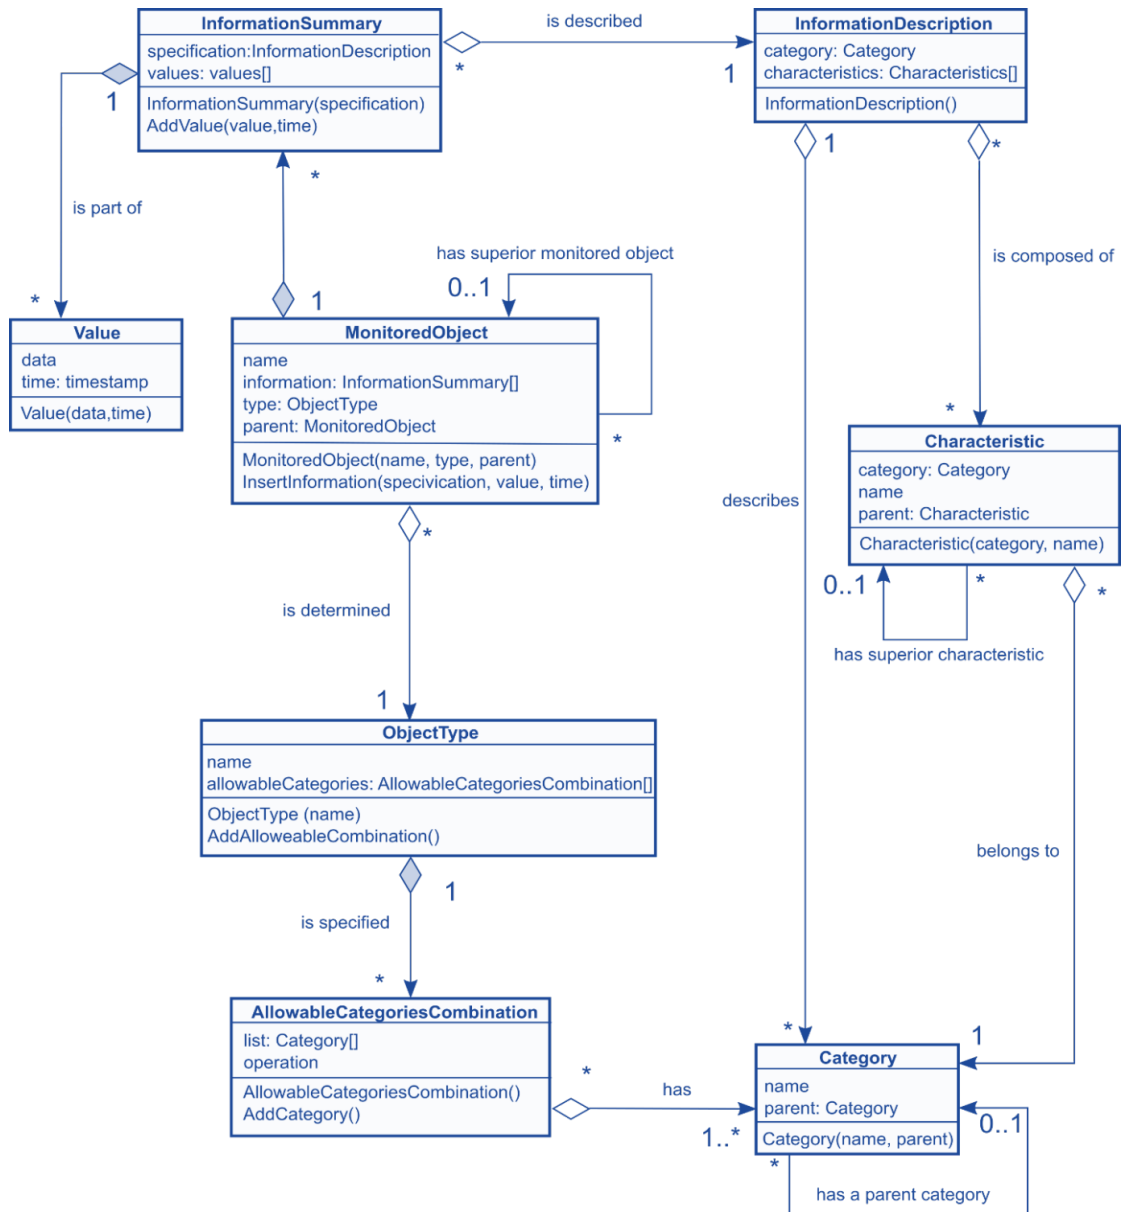 InformationSummary
specification:InformationDescription
values: values[]
InformationSummary(specification)
AddValue(value,time)
is described
*
1
InformationDescription
category: Category
characteristics: Characteristics[]
InformationDescription()
1
*
1
*
is part of
*
*
1
has superior monitored object
0..1
is composed of
Value
data
time: timestamp
Value(data,time)
MonitoredObject
name
information: InformationSummary[]
type: ObjectType
parent: MonitoredObject
MonitoredObject(name, type, parent)
InsertInformation(specivication, value, time)
*
*
describes
*
Characteristic
category: Category
name
parent: Characteristic
Characteristic(category, name)
0..1
*
*
has superior characteristic
is determined
1
ObjectType
name
allowableCategories: AllowableCategoriesCombination[]
ObjectType (name)
AddAlloweableCombination()
1
is specified
*
belongs to
AllowableCategoriesCombination
list: Category[]
operation
AllowableCategoriesCombination()
AddCategory()
*
has
1..*
*
1
Category
name
parent: Category
Category(name, parent)
0..1
*
has a parent category